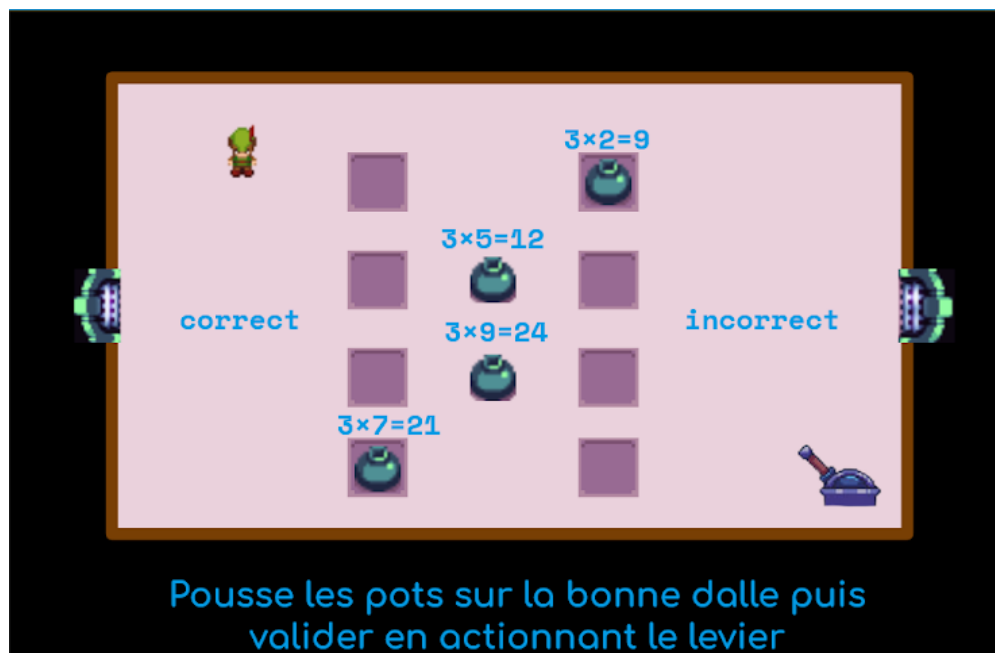 3×2=9
3×5=12
correct
incorrect
3×9=24
3×7=21
Pousse les pots sur la bonne dalle puis
valider en actionnant le levier